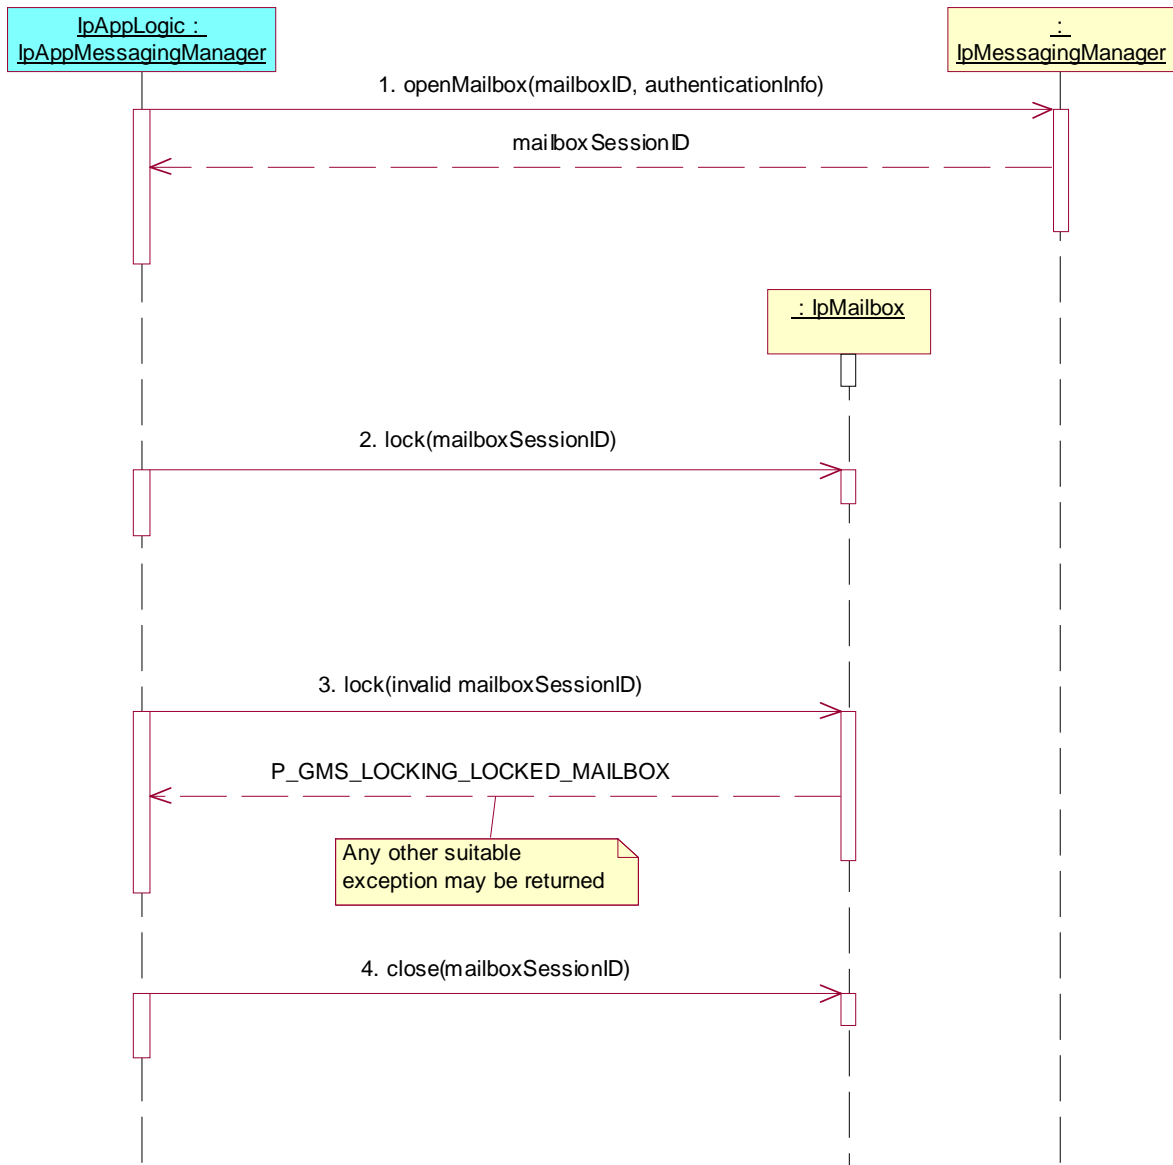 IpAppLogic :
IpAppMessagingManager
:
IpMessagingManager
1. openMailbox(mailboxID, authenticationInfo)
mailboxSessionID
: IpMailbox
2. lock(mailboxSessionID)
3. lock(invalid mailboxSessionID)
P_GMS_LOCKING_LOCKED_MAILBOX
Any other suitable
exception may be returned
4. close(mailboxSessionID)